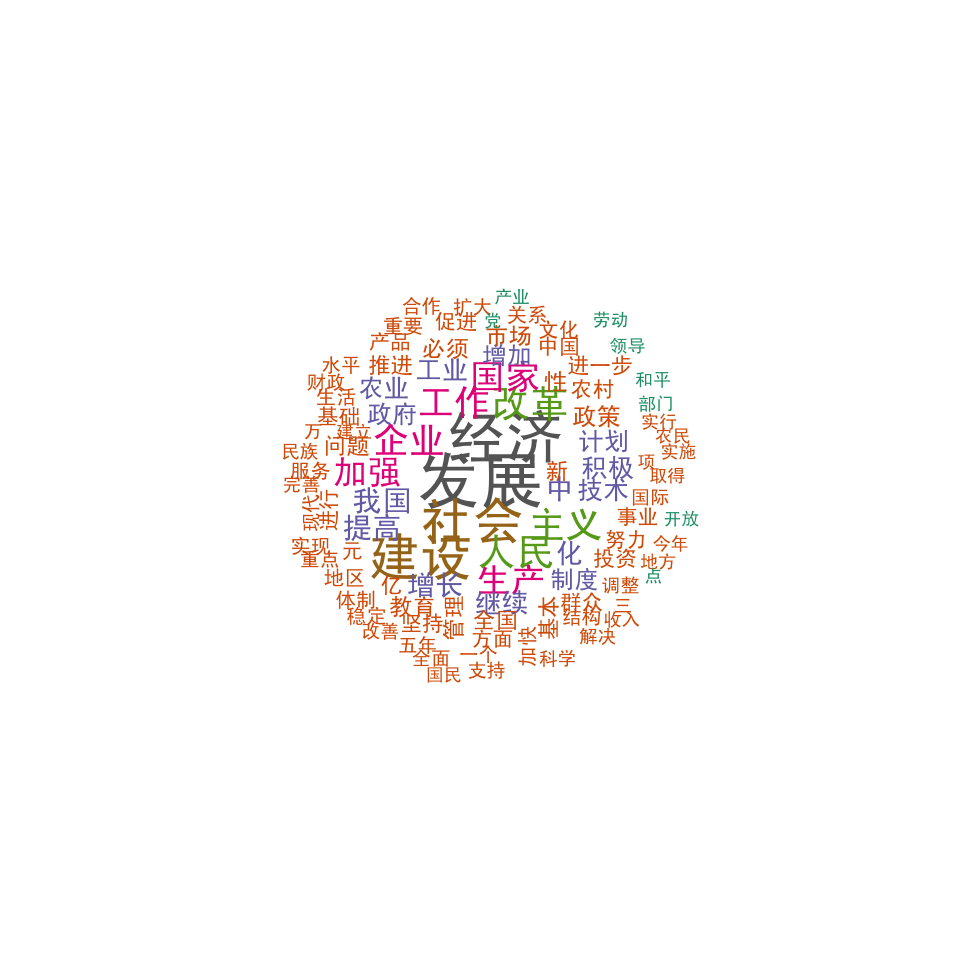 产业
合作
扩大
关系
重要
促进
党
劳动
产品
必须
市场
文化
领导
增加
中国
水平
推进
工业
国家
进一步
财政
农业
性
农村
和平
生活
政府
工作
改革
政策
部门
基础
实行
万
建立
企业
经济
计划
农民
民族
问题
实施
服务
加强
发展
新
积极
项
取得
完善
我国
中
技术
国际
现代
进行
提高
社会
主义
事业
开放
实现
重点
元
建设
人民
化
努力
今年
投资
地方
地区
亿
增长
生产
制度
调整
点
体制
教育
管理
继续
基本
群众
三
稳定
坚持
全国
结构
收入
改善
方面
加快
解决
五年
全面
一个
科学
国民
支持